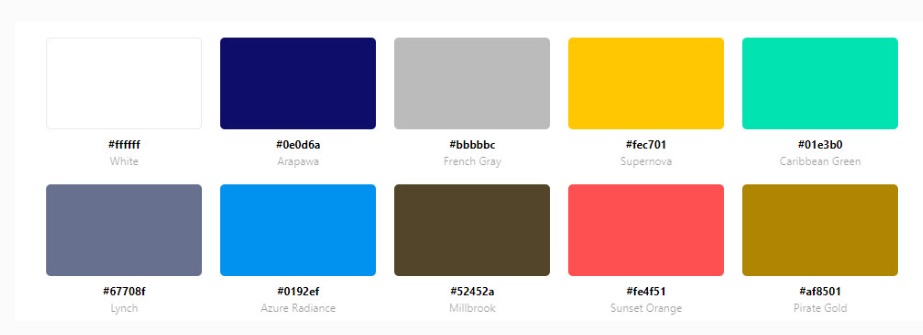 #ffffff #0e0d6a #bbbbbc #fec701 #01e3b0
White Arapawa French Gray Supernova Caribbean Green
#67708f #0192ef #52452a #fe4f51 #af8501
Lynch Azure Radiance Millbrook Sunset Orange Pirate Gold